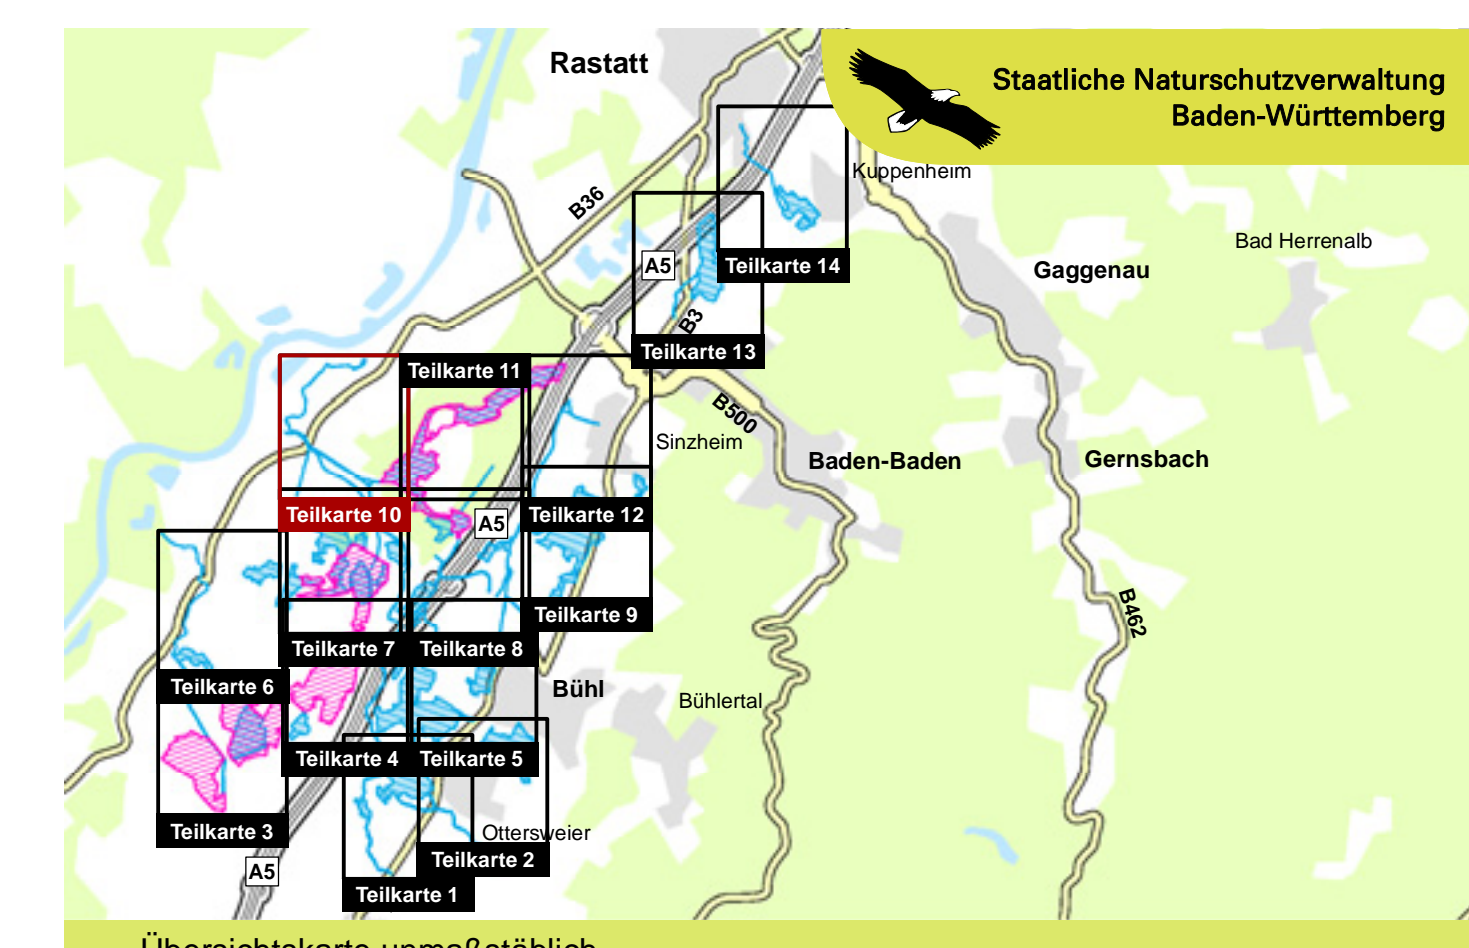 Rastatt
Staatliche Naturschutzverwaltung
Baden-Württemberg
Kuppenheim
B36
Bad Herrenalb
A5
Teilkarte 14
Gaggenau
B3
Teilkarte 13
Teilkarte 11
B500
Sinzheim
Baden-Baden
Gernsbach
Teilkarte 10
A5
Teilkarte 12
Teilkarte 9
B462
Teilkarte 7
Teilkarte 8
Teilkarte 6
Bühl
Bühlertal
Teilkarte 4
Teilkarte 5
Teilkarte 3
Ottersweier
Teilkarte 2
A5
Teilkarte 1
Übersichtskarte unmaßstäblich